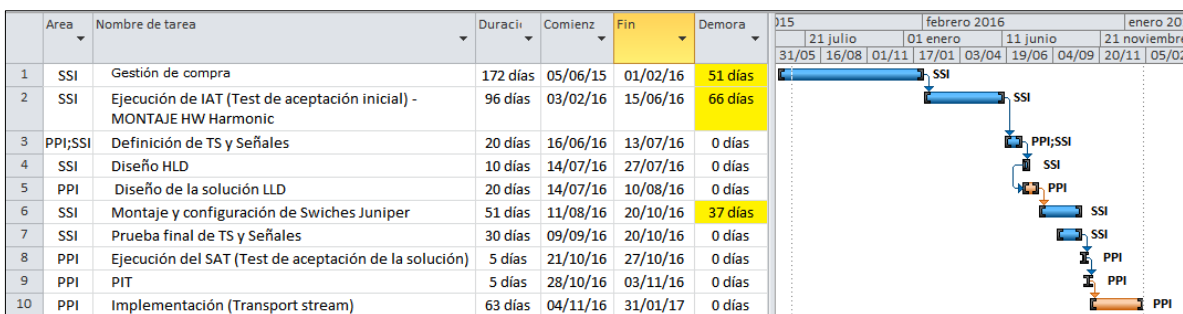 Area Nombre de tarea Duració Comienz Fin Demora
015 febrero 2016 enero 20
21 julio 01 enero 11 junio 21 noviembre
31/05 16/08 01/11 17/01 03/04 19/06 04/09 20/11 05/02
1 SSI Gestión de compra 172 días 05/06/15 01/02/16 51 días SSI
2 SSI Ejecución de IAT (Test de aceptación inicial) - 96 días 03/02/16 15/06/16 66 días SSI
MONTAJE HW Harmonic
3 PPI;SSI Definición de TS y Señales 20 días 16/06/16 13/07/16 0 días PPI;SSI
4 SSI Diseño HLD 10 días 14/07/16 27/07/16 0 días SSI
5 PPI Diseño de la solución LLD 20 días 14/07/16 10/08/16 0 días PPI
6 SSI Montaje y configuración de Swiches Juniper 51 días 11/08/16 20/10/16 37 días SSI
7 SSI Prueba final de TS y Señales 30 días 09/09/16 20/10/16 0 días SSI
8 PPI Ejecución del SAT (Test de aceptación de la solución) 5 días 21/10/16 27/10/16 0 días PPI
9 PPI PIT 5 días 28/10/16 03/11/16 0 días PPI
10 PPI Implementación (Transport stream) 63 días 04/11/16 31/01/17 0 días PPI